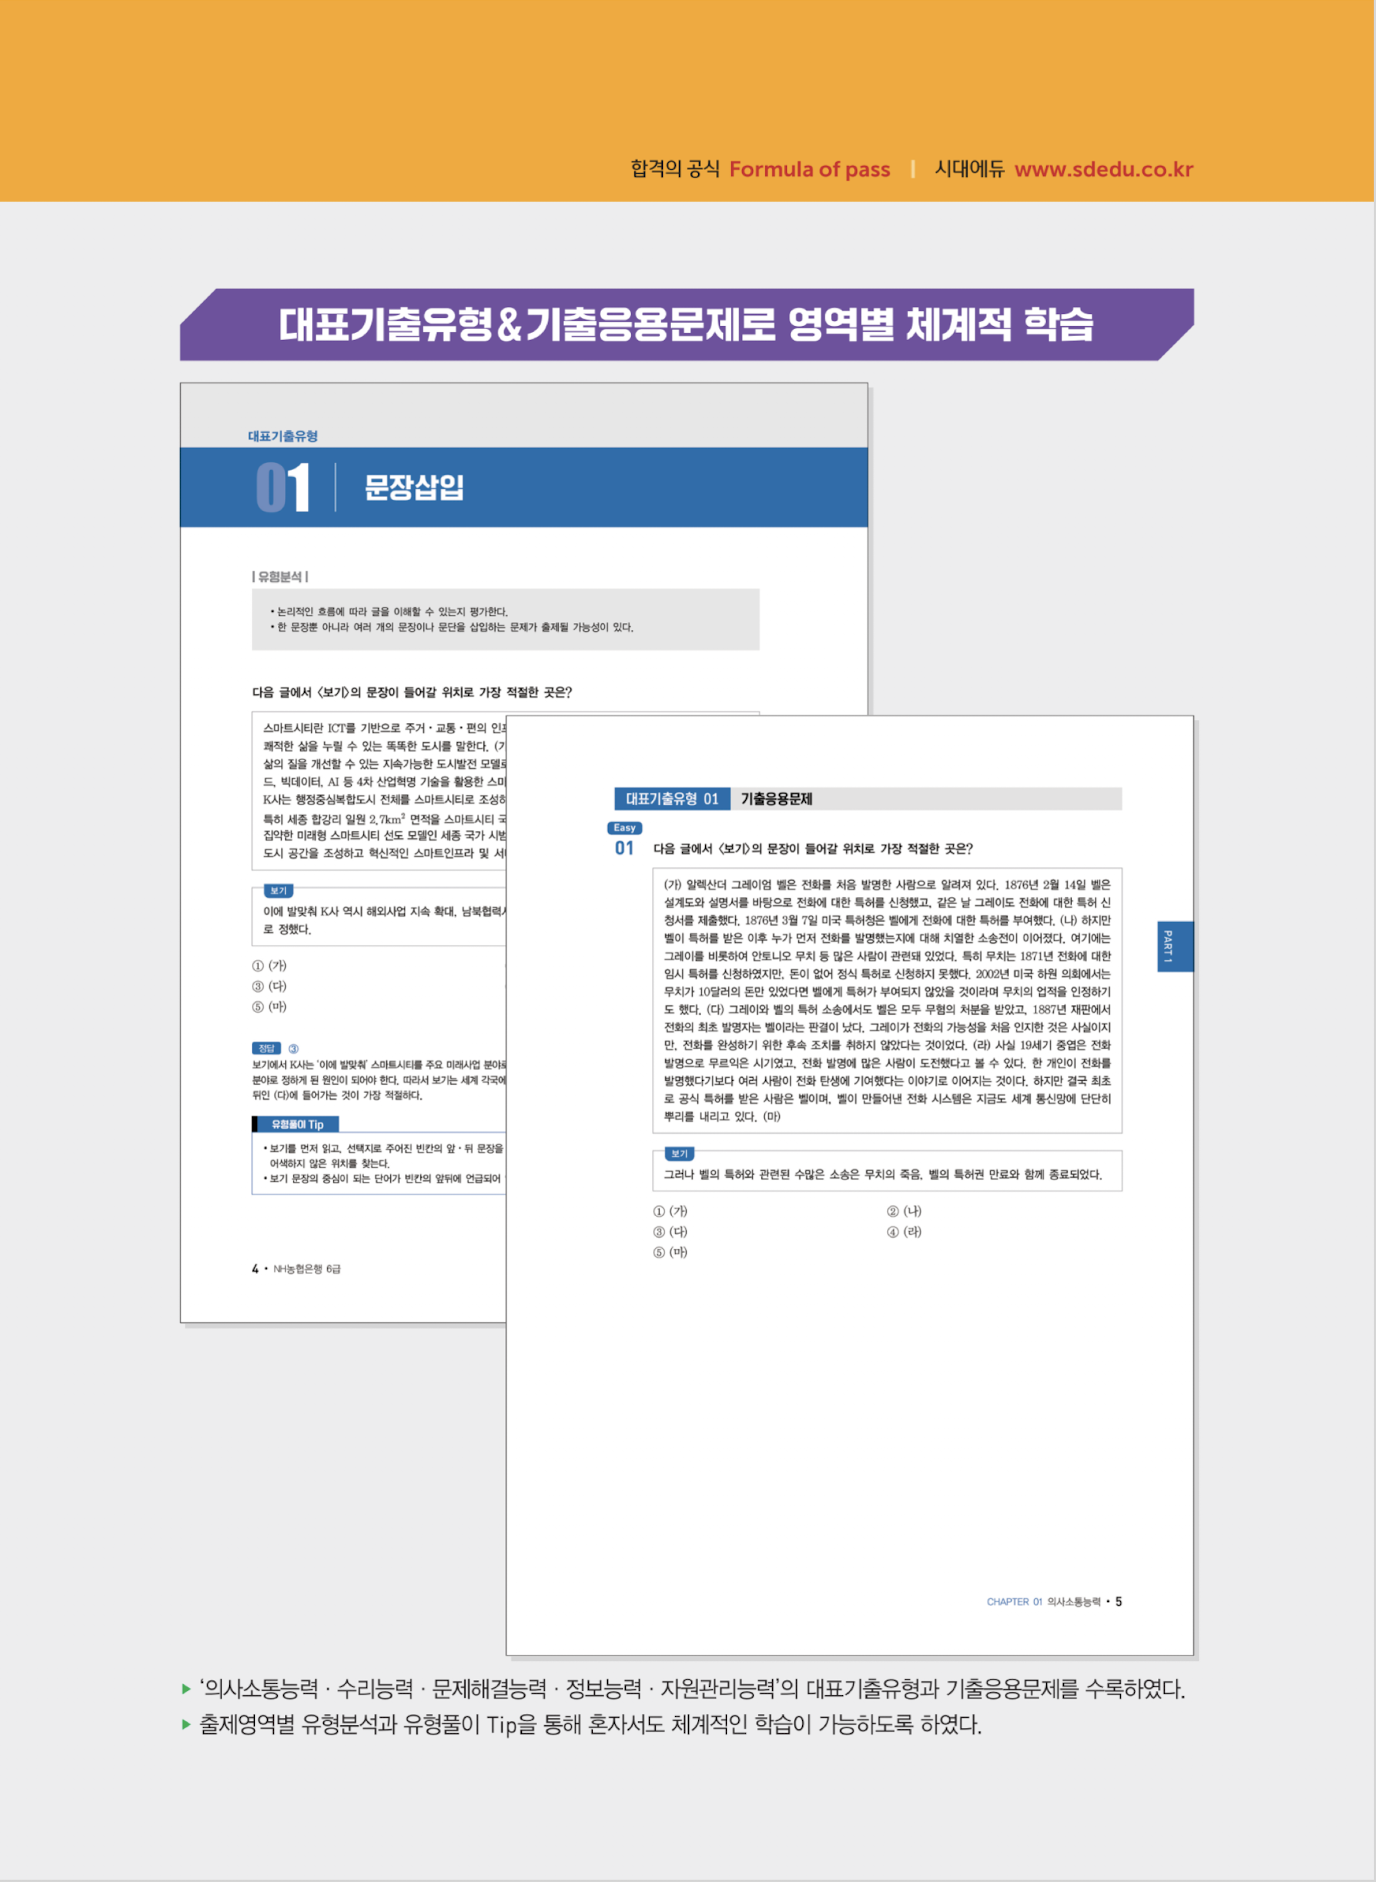 합격의 공식 Formula of pass | 시대에듀 www.sdedu.co.kr
대표기출유형&기출응용문제로 영역별 체계적 학습
대표기출유형
01 문장삽입
| 유형분석 |
• 논리적인 흐름에 따라 글을 이해할 수 있는지 평가한다.
• 한 문장뿐 아니라 여러 개의 문장이나 문단을 삽입하는 문제가 출제될 가능성이 있다.
다음 글에서 〈보기〉의 문장이 들어갈 위치로 가장 적절한 곳은?
스마트시티란 ICT를 기반으로 주거・교통・편의 인
쾌적한 삶을 누릴 수 있는 똑똑한 도시를 말한다. (가
삶의 질을 개선할 수 있는 지속가능한 도시발전 모델
드, 빅데이터, AI 등 4차 산업혁명 기술을 활용한 스마
K사는 행정중심복합도시 전체를 스마트시티로 조성하
특히 세종 합강리 일원 2.7km² 면적을 스마트시티 국
집약한 미래형 스마트시티 선도 모델인 세종 국가 시범
도시 공간을 조성하고 혁신적인 스마트인프라 및 서
보기
이에 발맞춰 K사 역시 해외사업 지속 확대, 남북협력
로 정했다.
① (가)
③ (다)
⑤ (마)
정답 ③
보기에서 K사는 '이에 발맞춰' 스마트시티를 주요 미래사업 분야
분야로 정하게 된 원인이 되어야 한다. 따라서 보기는 세계 각국에
뒤인 (다)에 들어가는 것이 가장 적절하다.
유형풀이 Tip
• 보기를 먼저 읽고, 선택지로 주어진 빈칸의 앞・뒤 문장을
어색하지 않은 위치를 찾는다.
• 보기 문장의 중심이 되는 단어가 빈칸의 앞뒤에 언급되어
4 • NH농협은행 6급
대표기출유형 01 기출응용문제
Easy
01 다음 글에서 〈보기〉의 문장이 들어갈 위치로 가장 적절한 곳은?
(가) 알렉산더 그레이엄 벨은 전화를 처음 발명한 사람으로 알려져 있다. 1876년 2월 14일 벨은
설계도와 설명서를 바탕으로 전화에 대한 특허를 신청했고, 같은 날 그레이도 전화에 대한 특허 신
청서를 제출했다. 1876년 3월 7일 미국 특허청은 벨에게 전화에 대한 특허를 부여했다. (나) 하지만
벨이 특허를 받은 이후 누가 먼저 전화를 발명했는지에 대해 치열한 소송전이 이어졌다. 여기에는
그레이를 비롯하여 안토니오 무치 등 많은 사람이 관련돼 있었다. 특히 무치는 1871년 전화에 대한
임시 특허를 신청하였지만, 돈이 없어 정식 특허로 신청하지 못했다. 2002년 미국 하원 의회에서는
무치가 10달러의 돈만 있었다면 벨에게 특허가 부여되지 않았을 것이라며 무치의 업적을 인정하기
도 했다. (다) 그레이와 벨의 특허 소송에서도 벨은 모두 무혐의 처분을 받았고, 1887년 재판에서
전화의 최초 발명자는 벨이라는 판결이 났다. 그레이가 전화의 가능성을 처음 인지한 것은 사실이지
만, 전화를 완성하기 위한 후속 조치를 취하지 않았다는 것이었다. (라) 사실 19세기 중엽은 전화
발명으로 무르익은 시기였고, 전화 발명에 많은 사람이 도전했다고 볼 수 있다. 한 개인이 전화를
발명했다기보다 여러 사람이 전화 탄생에 기여했다는 이야기로 이어지는 것이다. 하지만 결국 최초
로 공식 특허를 받은 사람은 벨이며, 벨이 만들어낸 전화 시스템은 지금도 세계 통신망에 단단히
뿌리를 내리고 있다. (마)
보기
그러나 벨의 특허와 관련된 수많은 소송은 무치의 죽음, 벨의 특허권 만료와 함께 종료되었다.
① (가) ② (나)
③ (다) ④ (라)
⑤ (마)
PART 1
CHAPTER 01 의사소통능력 • 5
▶ '의사소통능력・수리능력・문제해결능력・정보능력・자원관리능력'의 대표기출유형과 기출응용문제를 수록하였다.
▶ 출제영역별 유형분석과 유형풀이 Tip을 통해 혼자서도 체계적인 학습이 가능하도록 하였다.